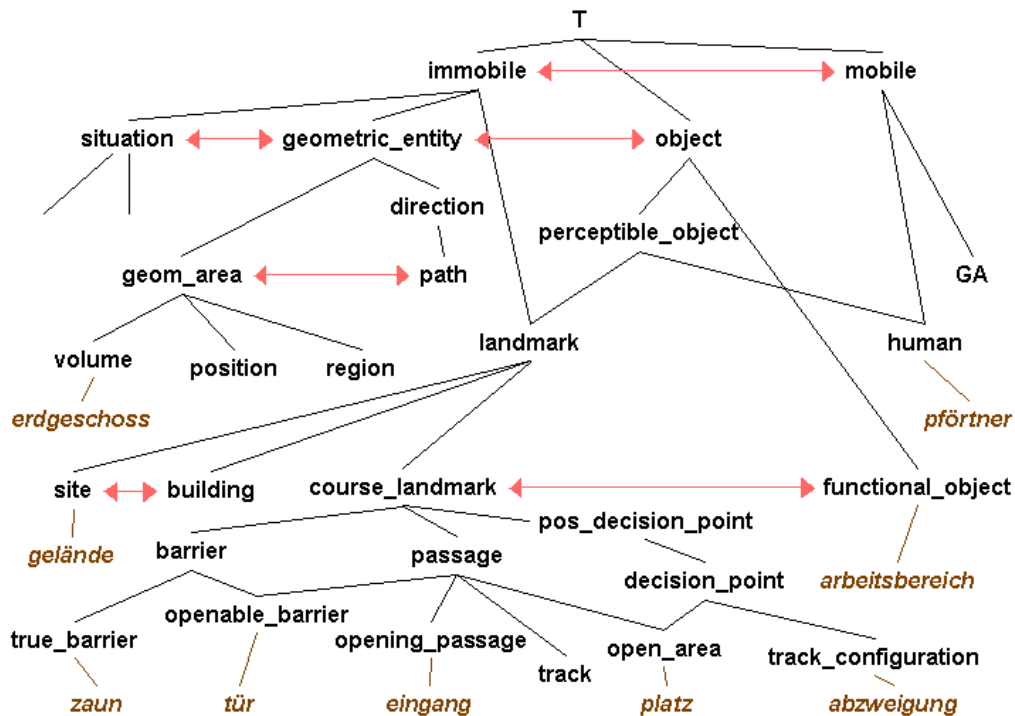 T
immobile
mobile
situation
geometric_entity
object
direction
perceptible_object
geom_area
path
GA
landmark
human
volume
position
region
erdgeschoss
pförtner
site
building
course_landmark
functional_object
pos_decision_point
gelände
barrier
passage
decision_point
arbeitsbereich
openable_barrier
true_barrier
opening_passage
open_area
track
track_configuration
zaun
tür
eingang
platz
abzweigung